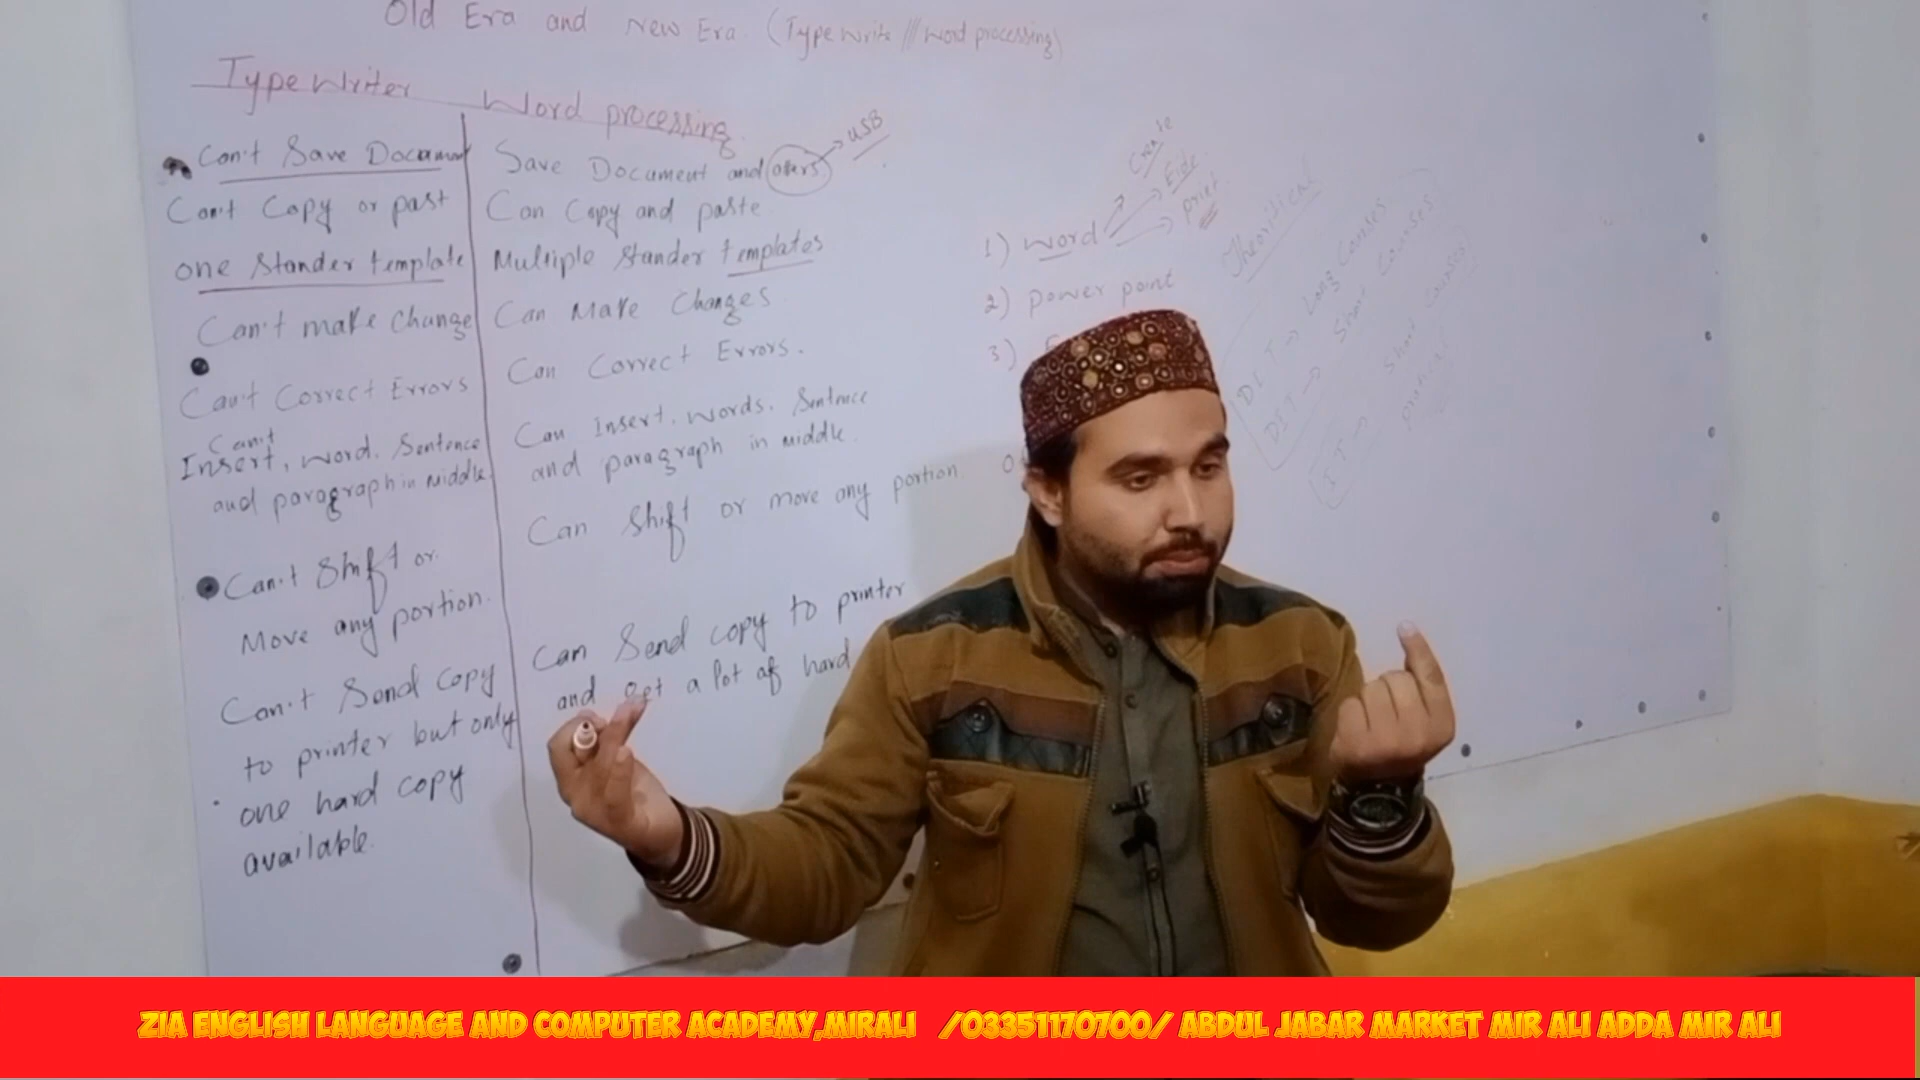 Old Era and New Era (Type write /// word processing)
Type Writer Word processing
Can't Save Document
Can't Copy or past
one Stander template
Can't make change
Can't Correct Errors
Can't
Insert, word. Sentence
and paragraph in middle.
Can't Shift or
Move any portion.
Can't Send copy
to printer but only
one hard copy
available.
Save Document and others → USB
Can Copy and paste
Multiple Stander templates
Can Make Changes
Can Correct Errors.
Can Insert, words. Sentence
and paragraph in middle.
Can Shift or move any portion.
Can Send copy to printer
and get a lot of hard
1) word
print
2) power point
3)
Theoritical
DIT → Short Courses
ZIA ENGLISH LANGUAGE AND COMPUTER ACADEMY,MIRALI /03351170700/ ABDUL JABAR MARKET MIR ALI ADDA MIR ALI